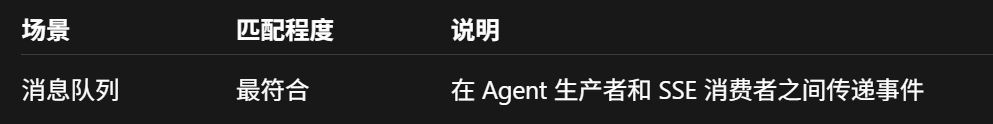 场景 匹配程度 说明
消息队列 最符合 在 Agent 生产者和 SSE 消费者之间传递事件